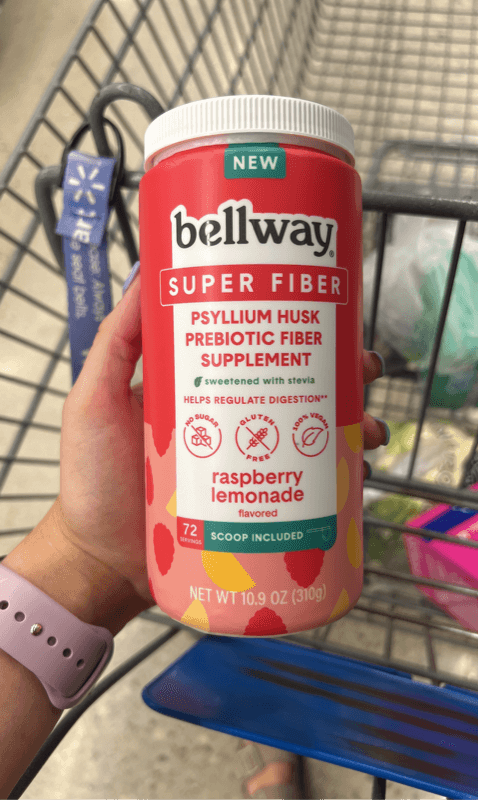 NEW
bellway®
SUPER FIBER
PSYLLIUM HUSK
PREBIOTIC FIBER
SUPPLEMENT
sweetened with stevia
HELPS REGULATE DIGESTION**
NO SUGAR
GLUTEN FREE
100% VEGAN
raspberry
lemonade
flavored
72
SERVINGS
SCOOP INCLUDED
NET WT 10.9 OZ (310g)